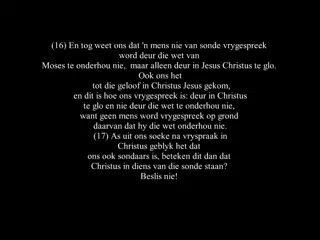 (16) En tog weet ons dat 'n mens nie van sonde vrygespreek
word deur die wet van
Moses te onderhou nie, maar alleen deur in Jesus Christus te glo.
Ook ons het
tot die geloof in Christus Jesus gekom,
en dit is hoe ons vrygespreek is: deur in Christus
te glo en nie deur die wet te onderhou nie,
want geen mens word vrygespreek op grond
daarvan dat hy die wet onderhou nie.
(17) As uit ons soeke na vryspraak in
Christus geblyk het dat
ons ook sondaars is, beteken dit dan dat
Christus in diens van die sonde staan?
Beslis nie!